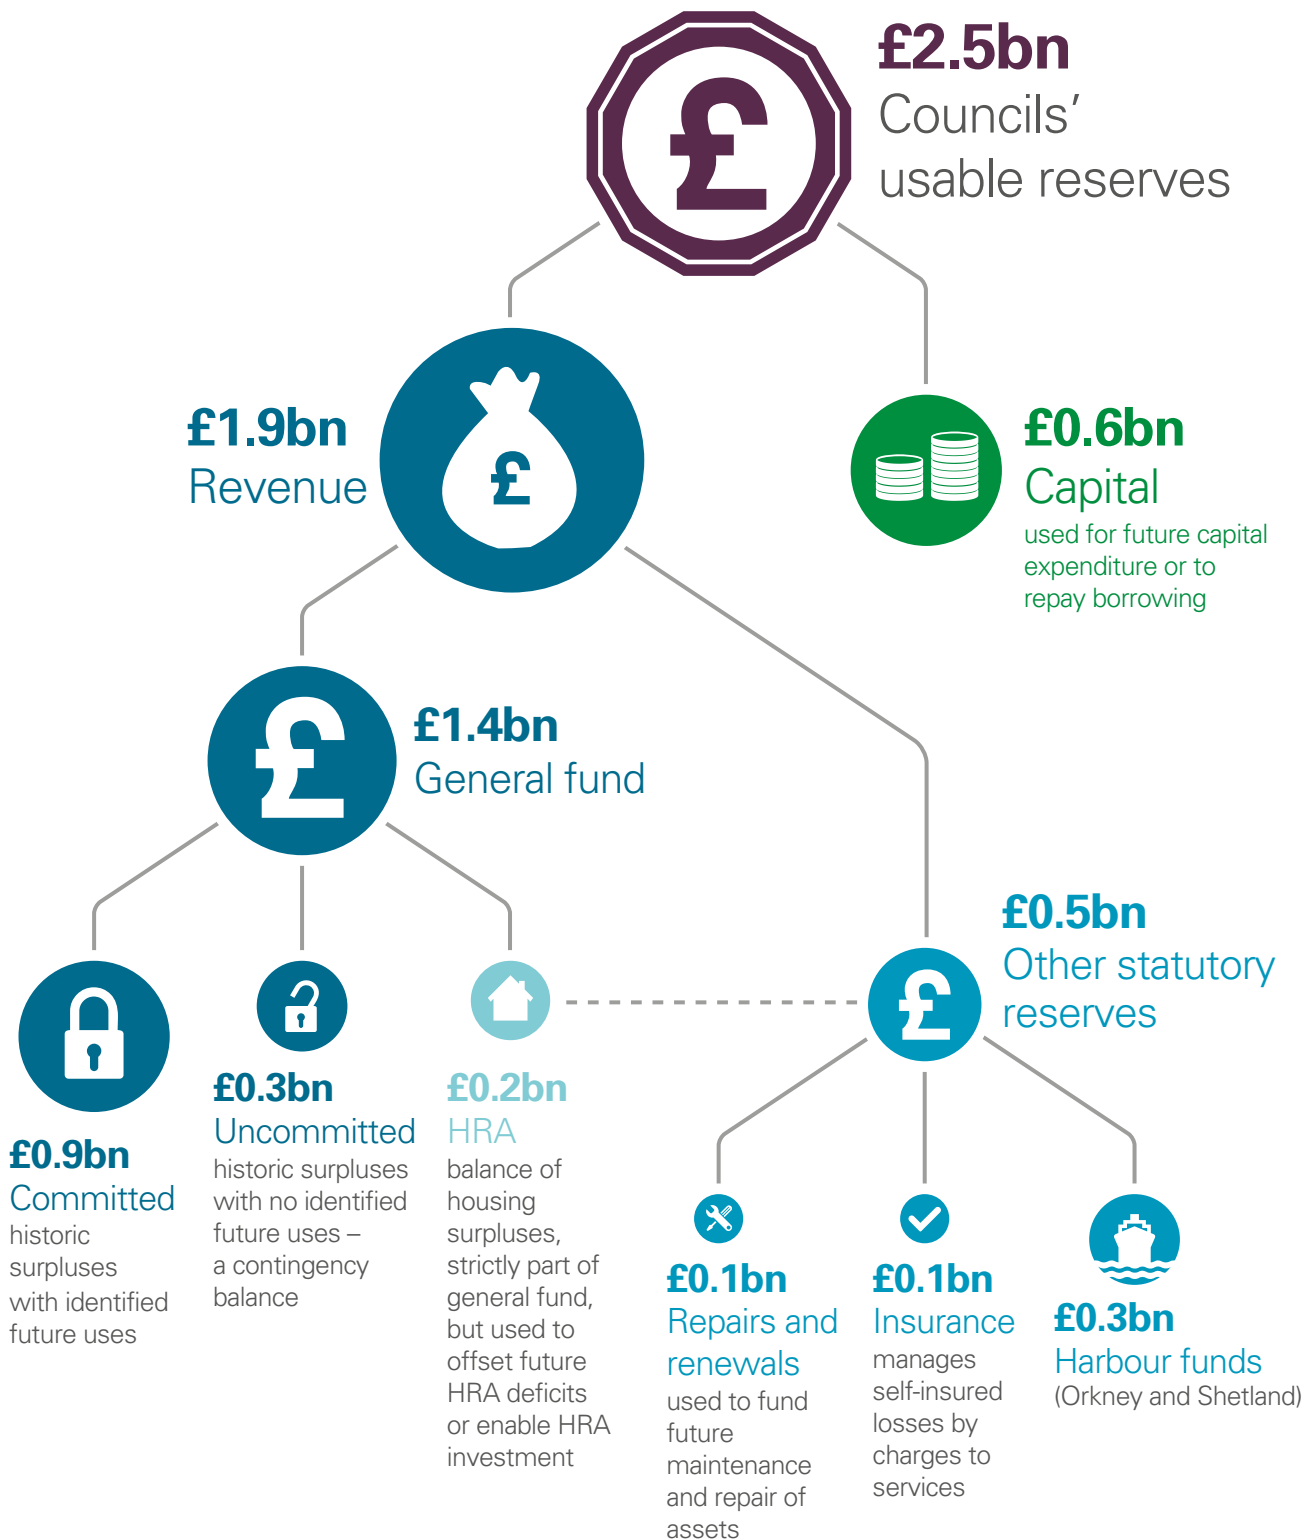 £2.5bn
Councils’
usable reserves
£
£1.9bn
Revenue
£
£0.6bn
Capital
used for future capital
expenditure or to
repay borrowing
£
£1.4bn
General fund
£0.5bn
Other statutory
reserves
£
£0.9bn
Committed
historic
surpluses
with identified
future uses
£0.3bn
Uncommitted
historic surpluses
with no identified
future uses –
a contingency
balance
£0.2bn
HRA
balance of
housing
surpluses,
strictly part of
general fund,
but used to
offset future
HRA deficits
or enable HRA
investment
£0.1bn
Repairs and
renewals
used to fund
future
maintenance
and repair of
assets
£0.1bn
Insurance
manages
self-insured
losses by
charges to
services
£0.3bn
Harbour funds
(Orkney and Shetland)